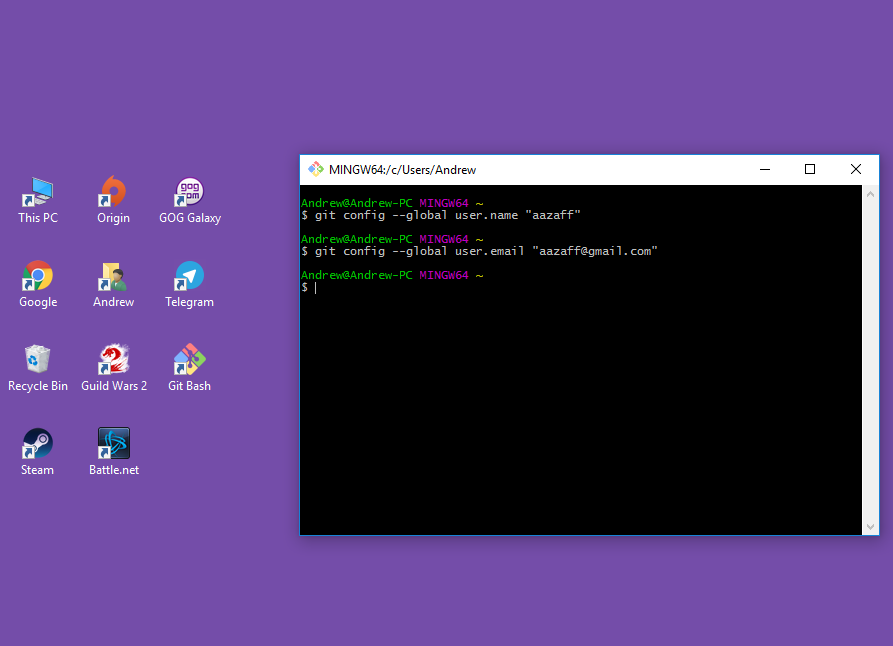 This PC
Origin
GOG Galaxy
Google
Andrew
Telegram
Recycle Bin
Guild Wars 2
Git Bash
Steam
Battle.net
MINGW64:/c/Users/Andrew
Andrew@Andrew-PC MINGW64 ~
$ git config --global user.name "aazaff"
Andrew@Andrew-PC MINGW64 ~
$ git config --global user.email "aazaff@gmail.com"
Andrew@Andrew-PC MINGW64 ~
$